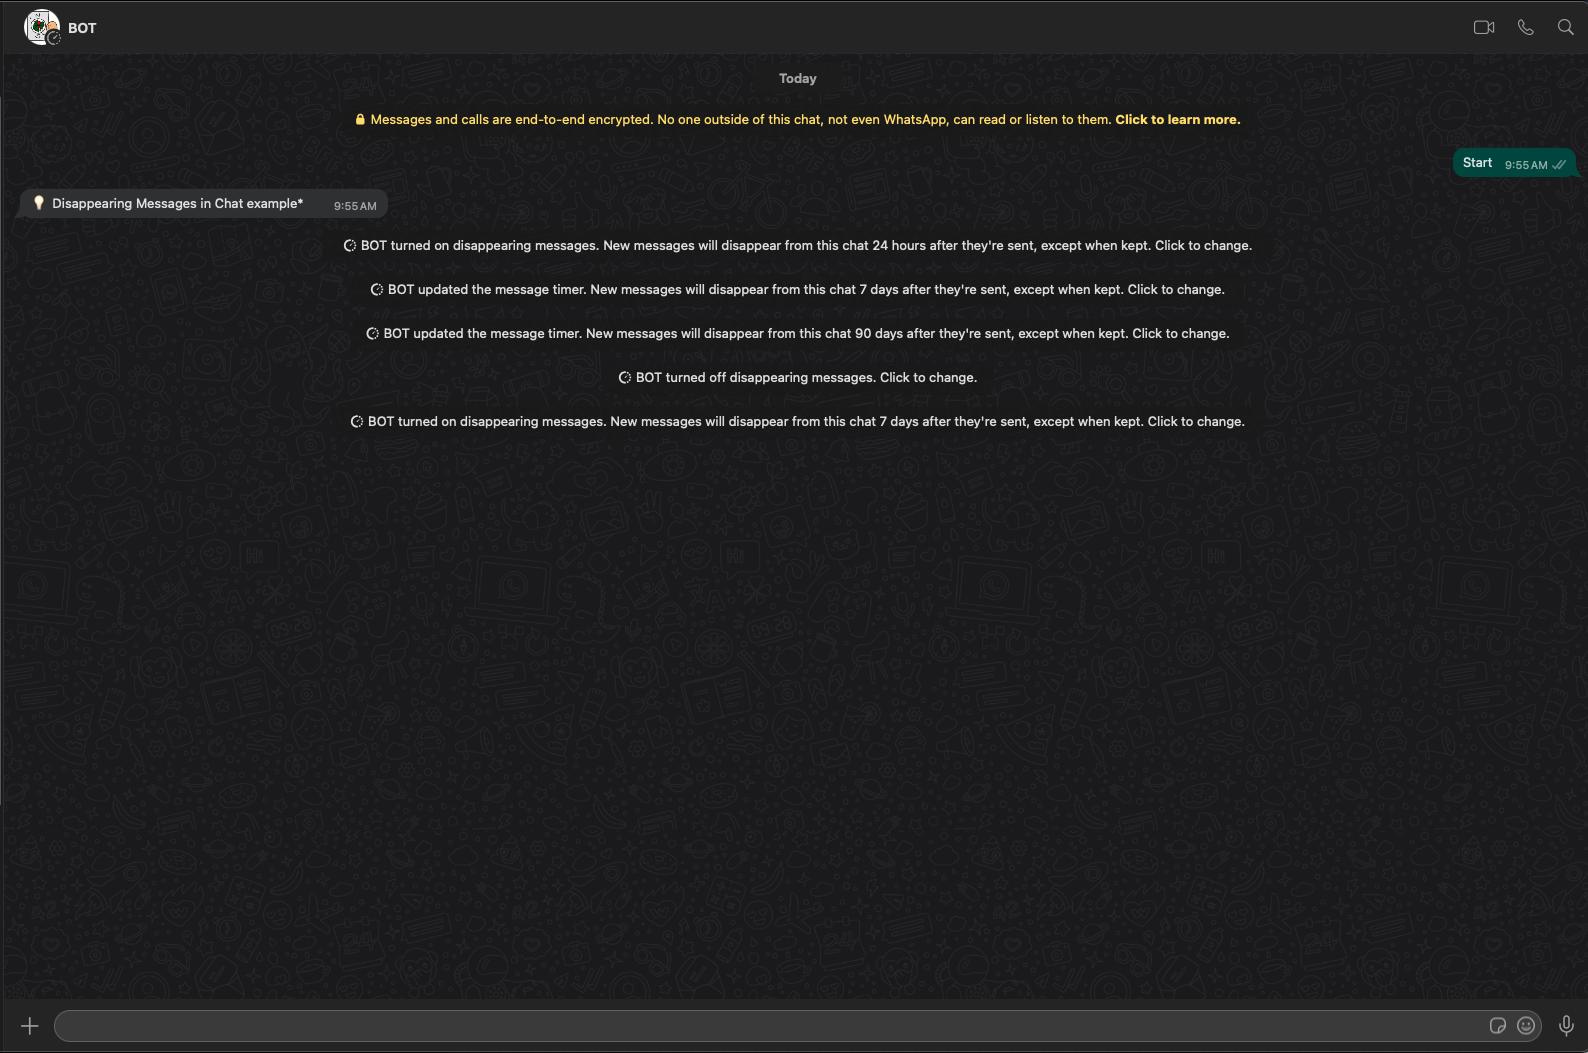 BOT
Today
Messages and calls are end-to-end encrypted. No one outside of this chat, not even WhatsApp, can read or listen to them. Click to learn more.
Start 9:55 AM
Disappearing Messages in Chat example* 9:55 AM
BOT turned on disappearing messages. New messages will disappear from this chat 24 hours after they're sent, except when kept. Click to change.
BOT updated the message timer. New messages will disappear from this chat 7 days after they're sent, except when kept. Click to change.
BOT updated the message timer. New messages will disappear from this chat 90 days after they're sent, except when kept. Click to change.
BOT turned off disappearing messages. Click to change.
BOT turned on disappearing messages. New messages will disappear from this chat 7 days after they're sent, except when kept. Click to change.